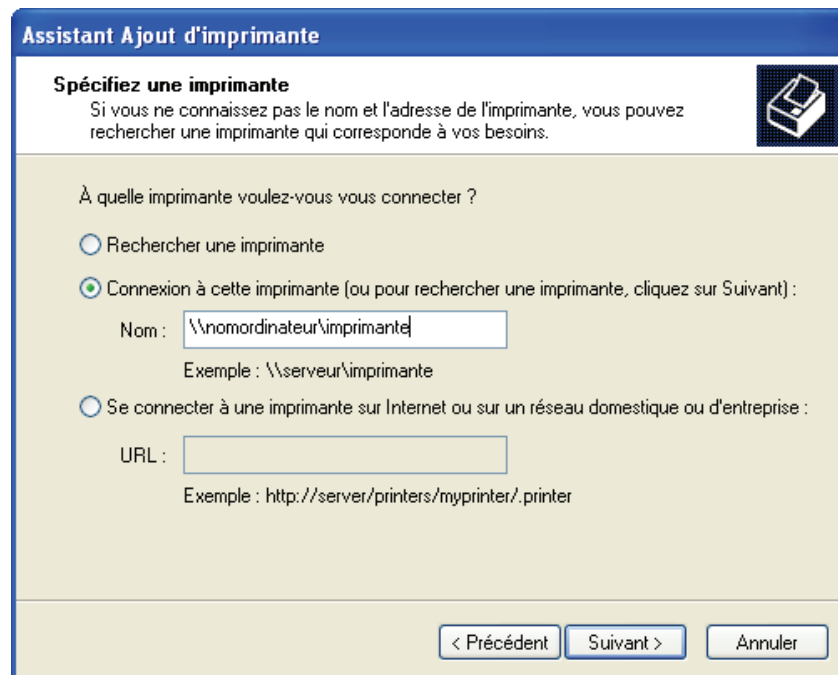 Assistant Ajout d'imprimante
Spécifiez une imprimante
Si vous ne connaissez pas le nom et l'adresse de l'imprimante, vous pouvez
rechercher une imprimante qui corresponde à vos besoins.
À quelle imprimante voulez-vous vous connecter ?
Rechercher une imprimante
Connexion à cette imprimante (ou pour rechercher une imprimante, cliquez sur Suivant) :
Nom : \\nomordinateur\imprimante
Exemple : \\serveur\imprimante
Se connecter à une imprimante sur Internet ou sur un réseau domestique ou d'entreprise :
URL :
Exemple : http://server/printers/myprinter/.printer
< Précédent Suivant > Annuler